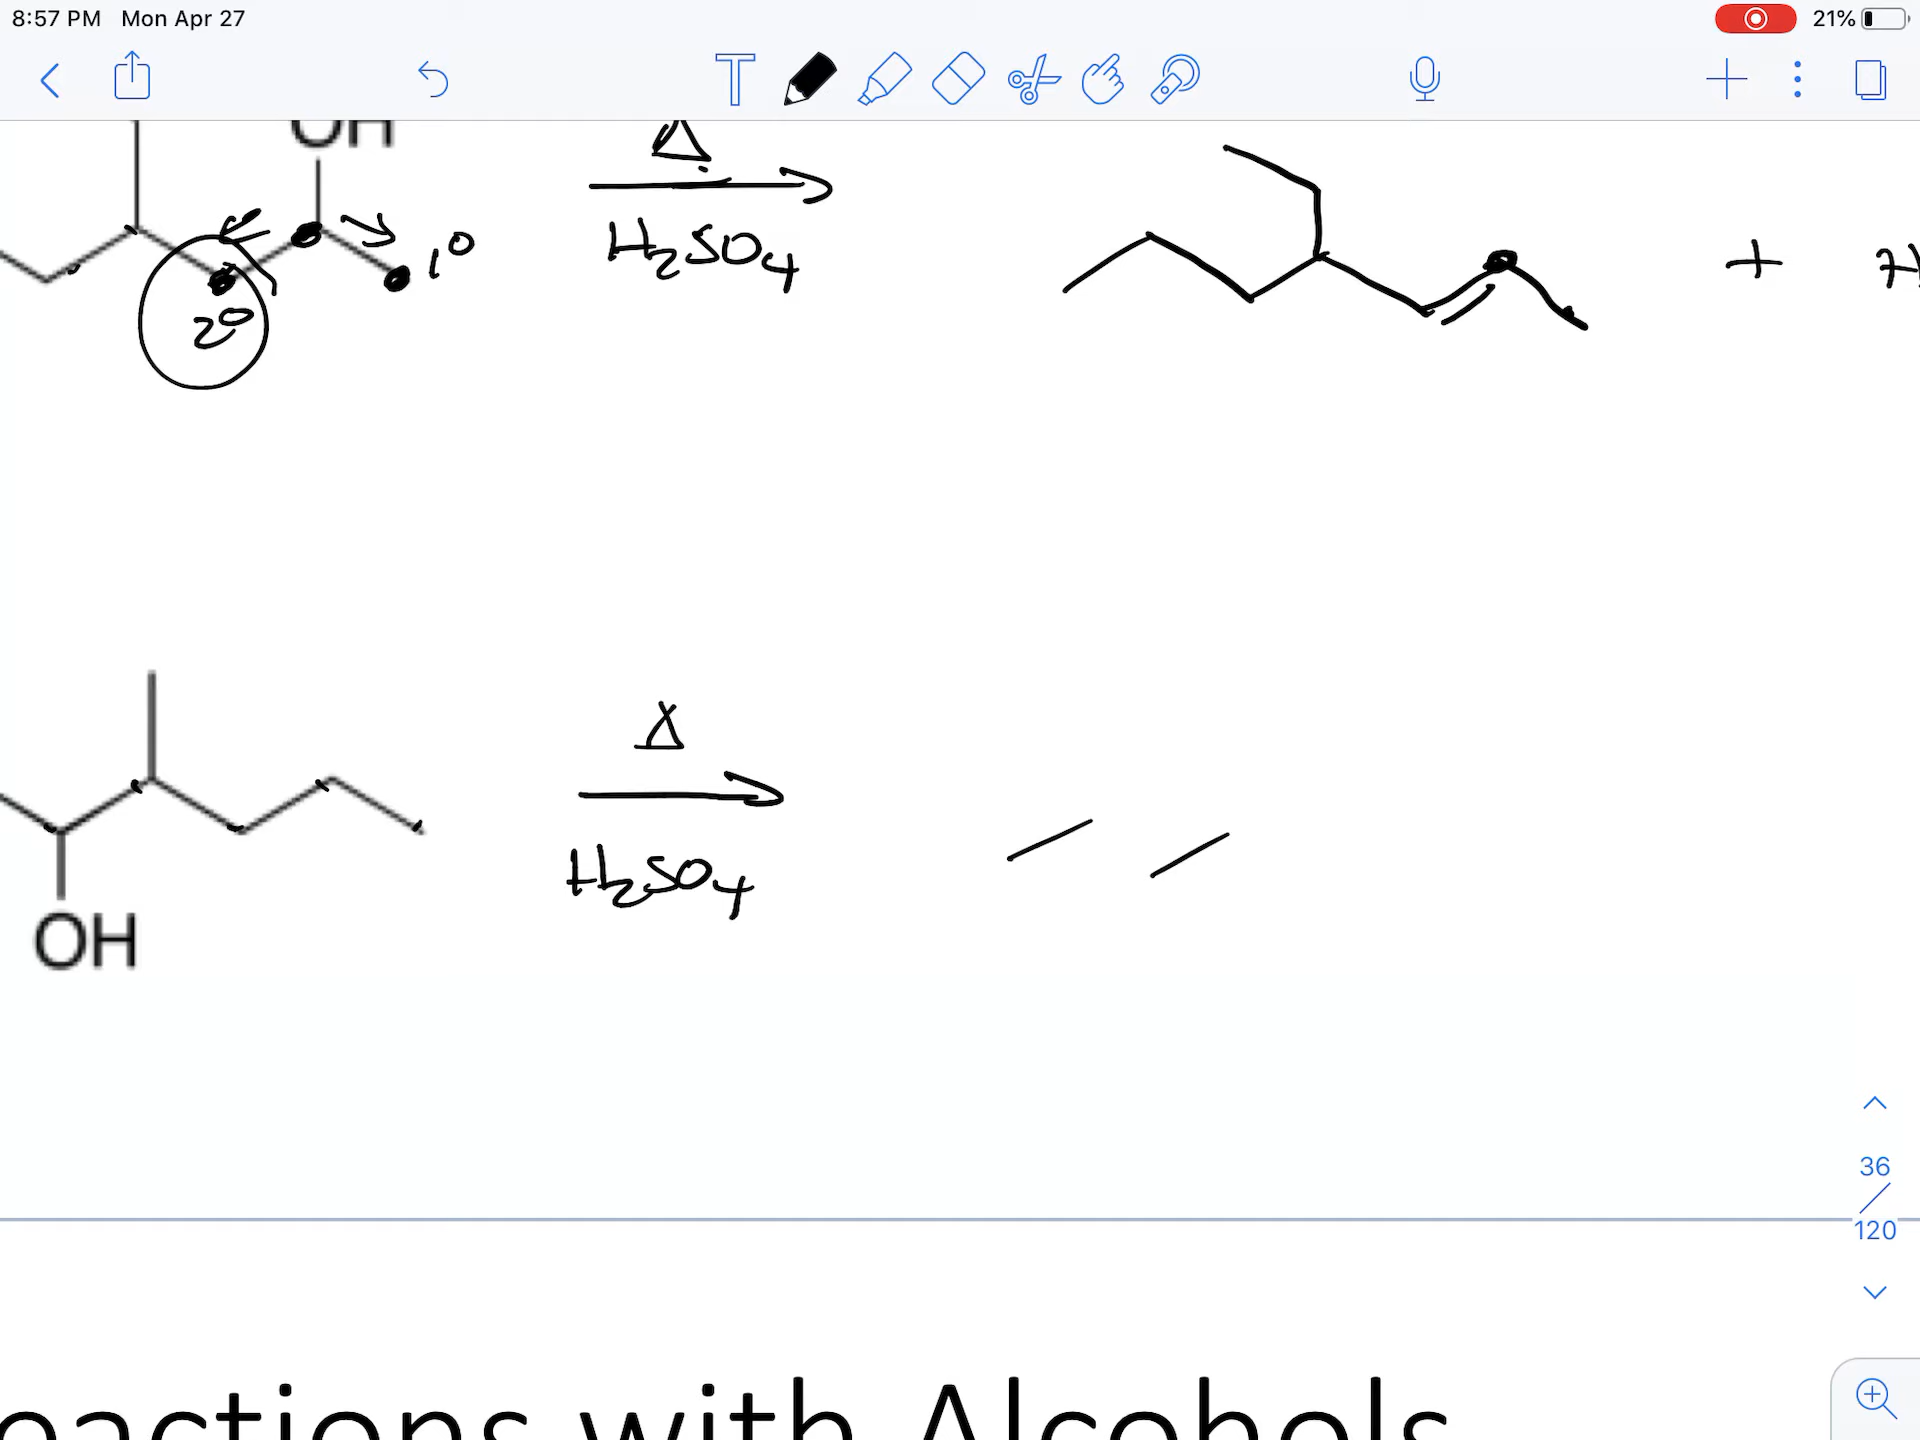 8:57 PM Mon Apr 27
21%
T
OH
Δ
H₂SO₄
1°
2°
+
Δ
H₂SO₄
OH
36
/
120
eactions with Alcohols